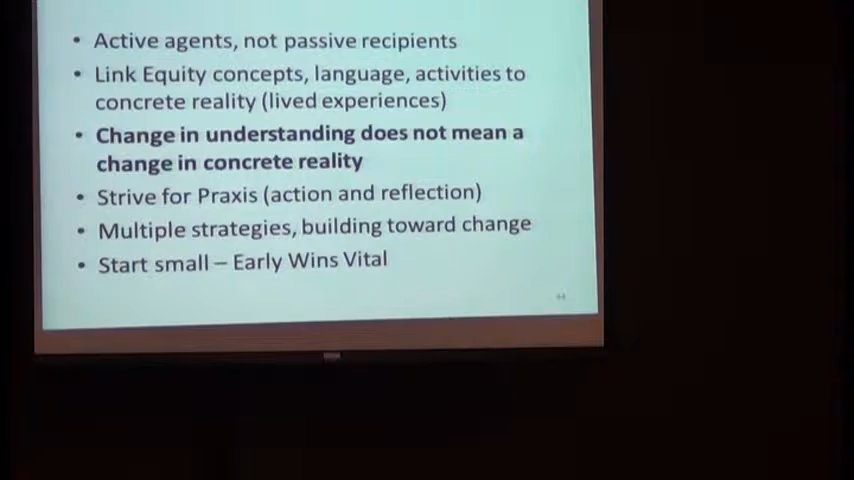 • Active agents, not passive recipients
• Link Equity concepts, language, activities to
concrete reality (lived experiences)
• Change in understanding does not mean a
change in concrete reality
• Strive for Praxis (action and reflection)
• Multiple strategies, building toward change
• Start small – Early Wins Vital